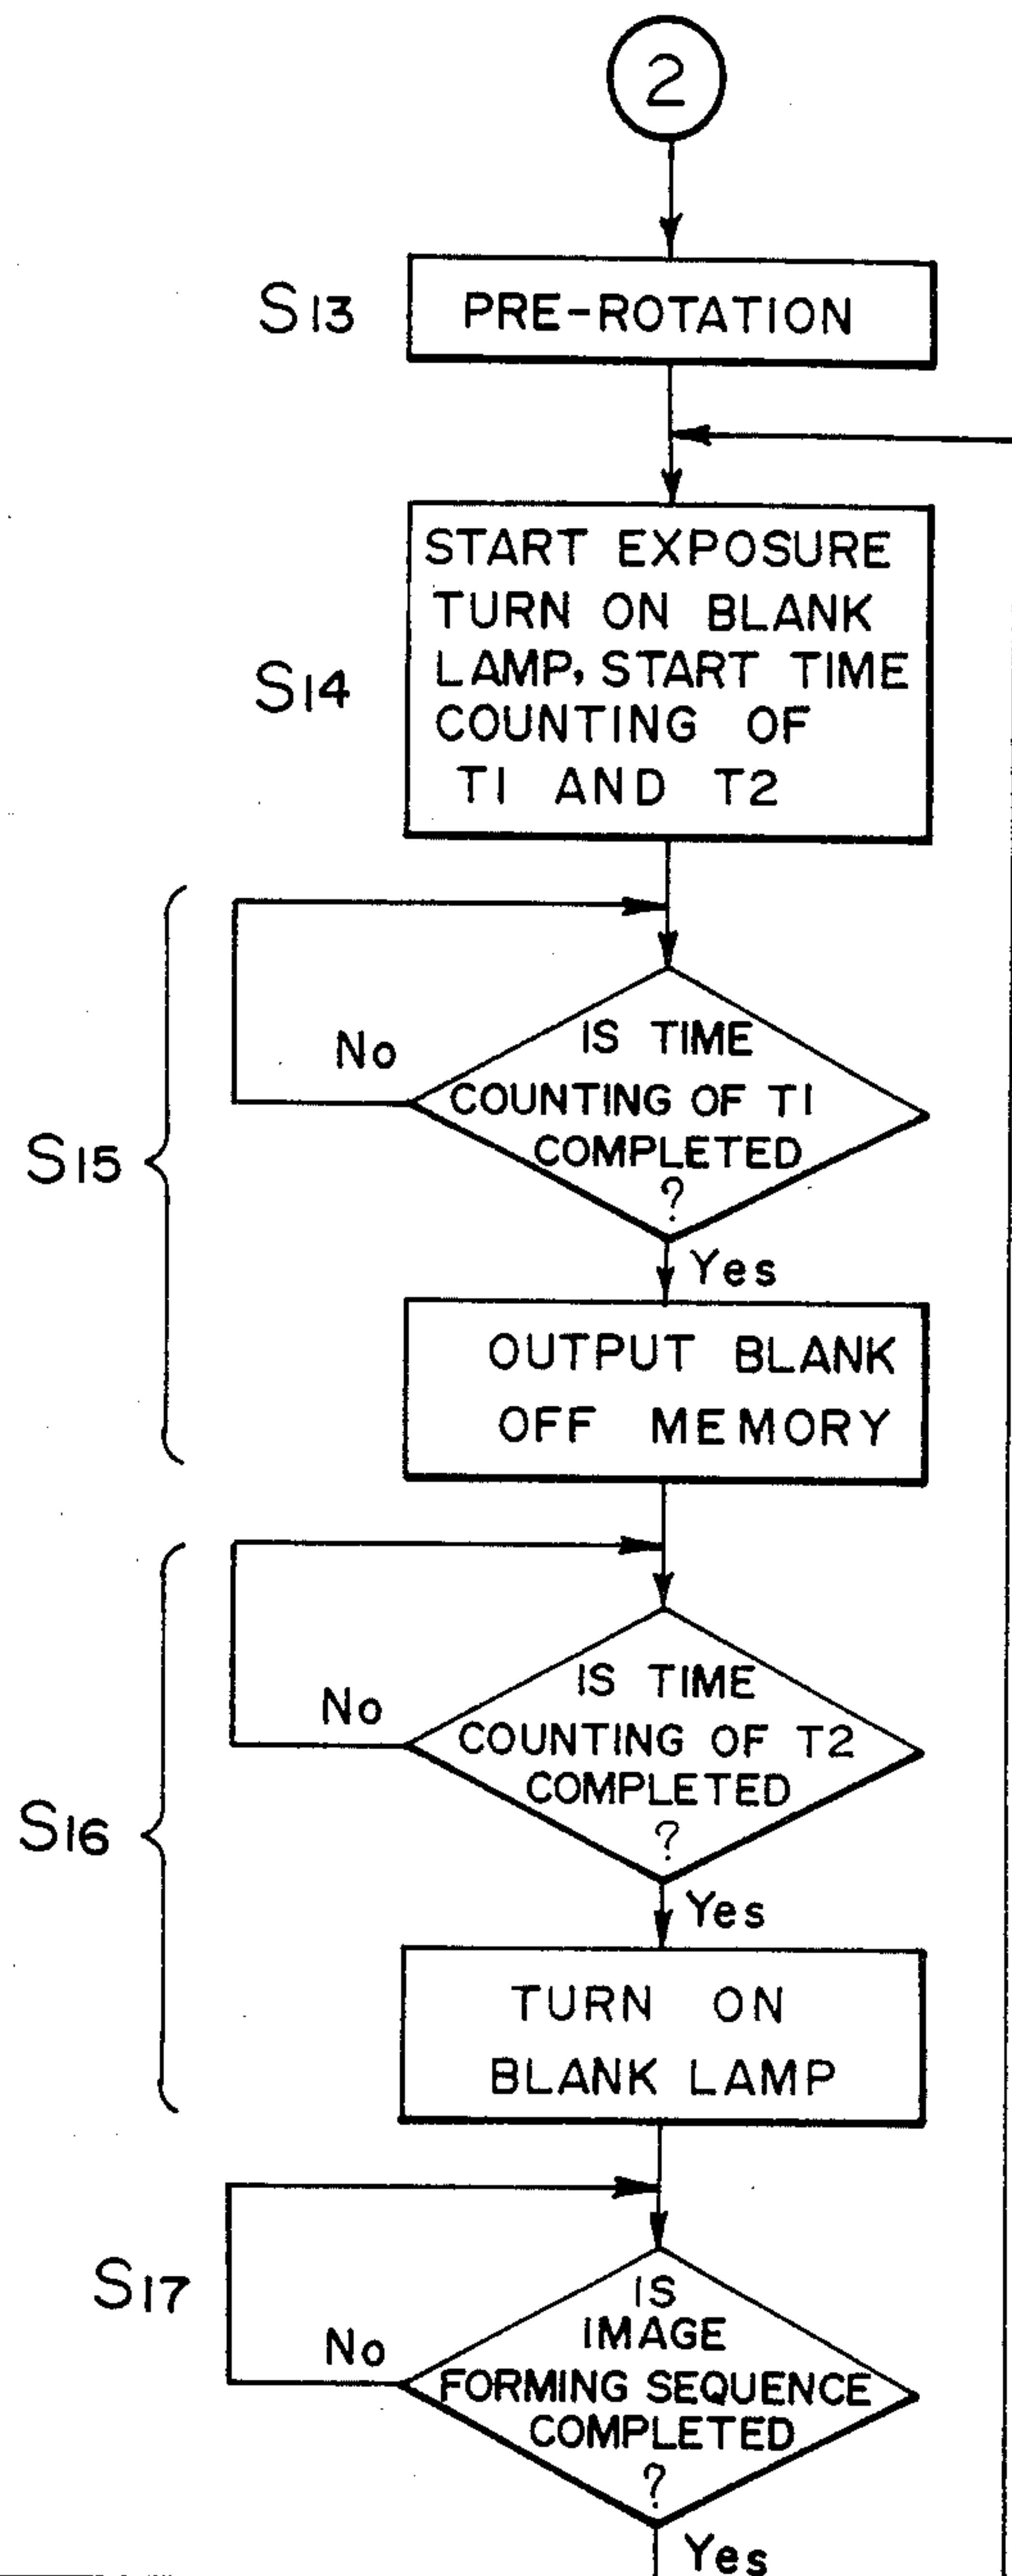 2
S13
PRE-ROTATION
S14
START EXPOSURE
TURN ON BLANK
LAMP, START TIME
COUNTING OF
T1 AND T2
S15
No
IS TIME
COUNTING OF T1
COMPLETED
?
Yes
OUTPUT BLANK
OFF MEMORY
S16
No
IS TIME
COUNTING OF T2
COMPLETED
?
Yes
TURN ON
BLANK LAMP
S17
No
IS
IMAGE
FORMING SEQUENCE
COMPLETED
?
Yes